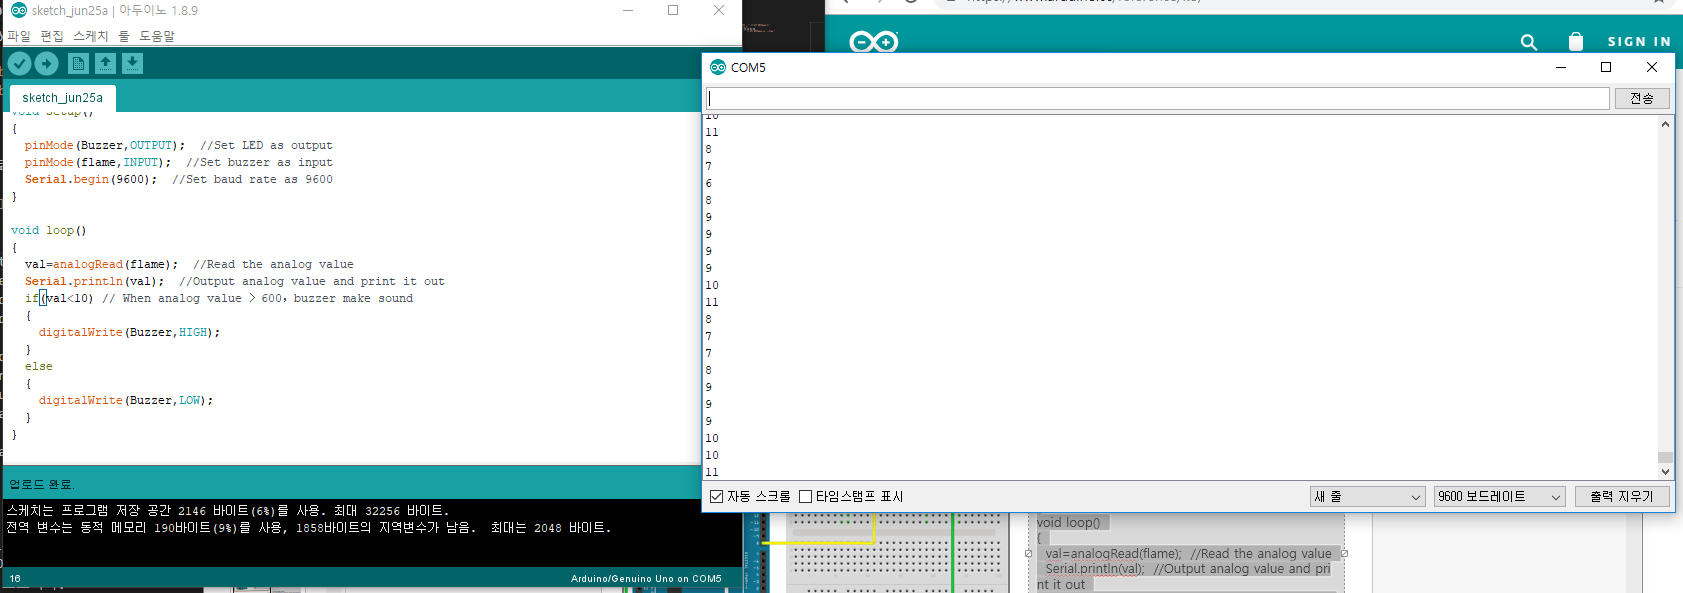 sketch_jun25a | 아두이노 1.8.9
파일 편집 스케치 툴 도움말
sketch_jun25a
void setup()
{
pinMode(Buzzer,OUTPUT);  //Set LED as output
pinMode(flame,INPUT);  //Set buzzer as input
Serial.begin(9600);  //Set baud rate as 9600
}
void loop()
{
val=analogRead(flame);  //Read the analog value
Serial.println(val);  //Output analog value and print it out
if(val<10) // When analog value > 600, buzzer make sound
{
digitalWrite(Buzzer,HIGH);
}
else
{
digitalWrite(Buzzer,LOW);
}
}
업로드 완료.
스케치는 프로그램 저장 공간 2146 바이트(6%)를 사용. 최대 32256 바이트.
전역 변수는 동적 메모리 190바이트(9%)를 사용, 1858바이트의 지역변수가 남음.  최대는 2048 바이트.
16
Arduino/Genuino Uno on COM5
SIGN IN
COM5
전송
10
11
8
7
6
8
9
9
9
9
10
11
8
7
7
8
9
9
9
10
10
11
자동 스크롤 타임스탬프 표시
새 줄
9600 보드레이트
출력 지우기
void loop()
{
val=analogRead(flame);  //Read the analog value
Serial.println(val);  //Output analog value and pri
nt it out